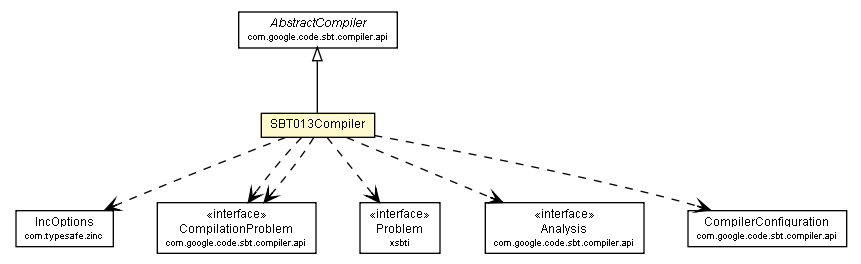 AbstractCompiler
com.google.code.sbt.compiler.api
SBT013Compiler
IncOptions
com.typesafe.zinc
«interface»
CompilationProblem
com.google.code.sbt.compiler.api
«interface»
Problem
xsbti
«interface»
Analysis
com.google.code.sbt.compiler.api
CompilerConfiguration
com.google.code.sbt.compiler.api